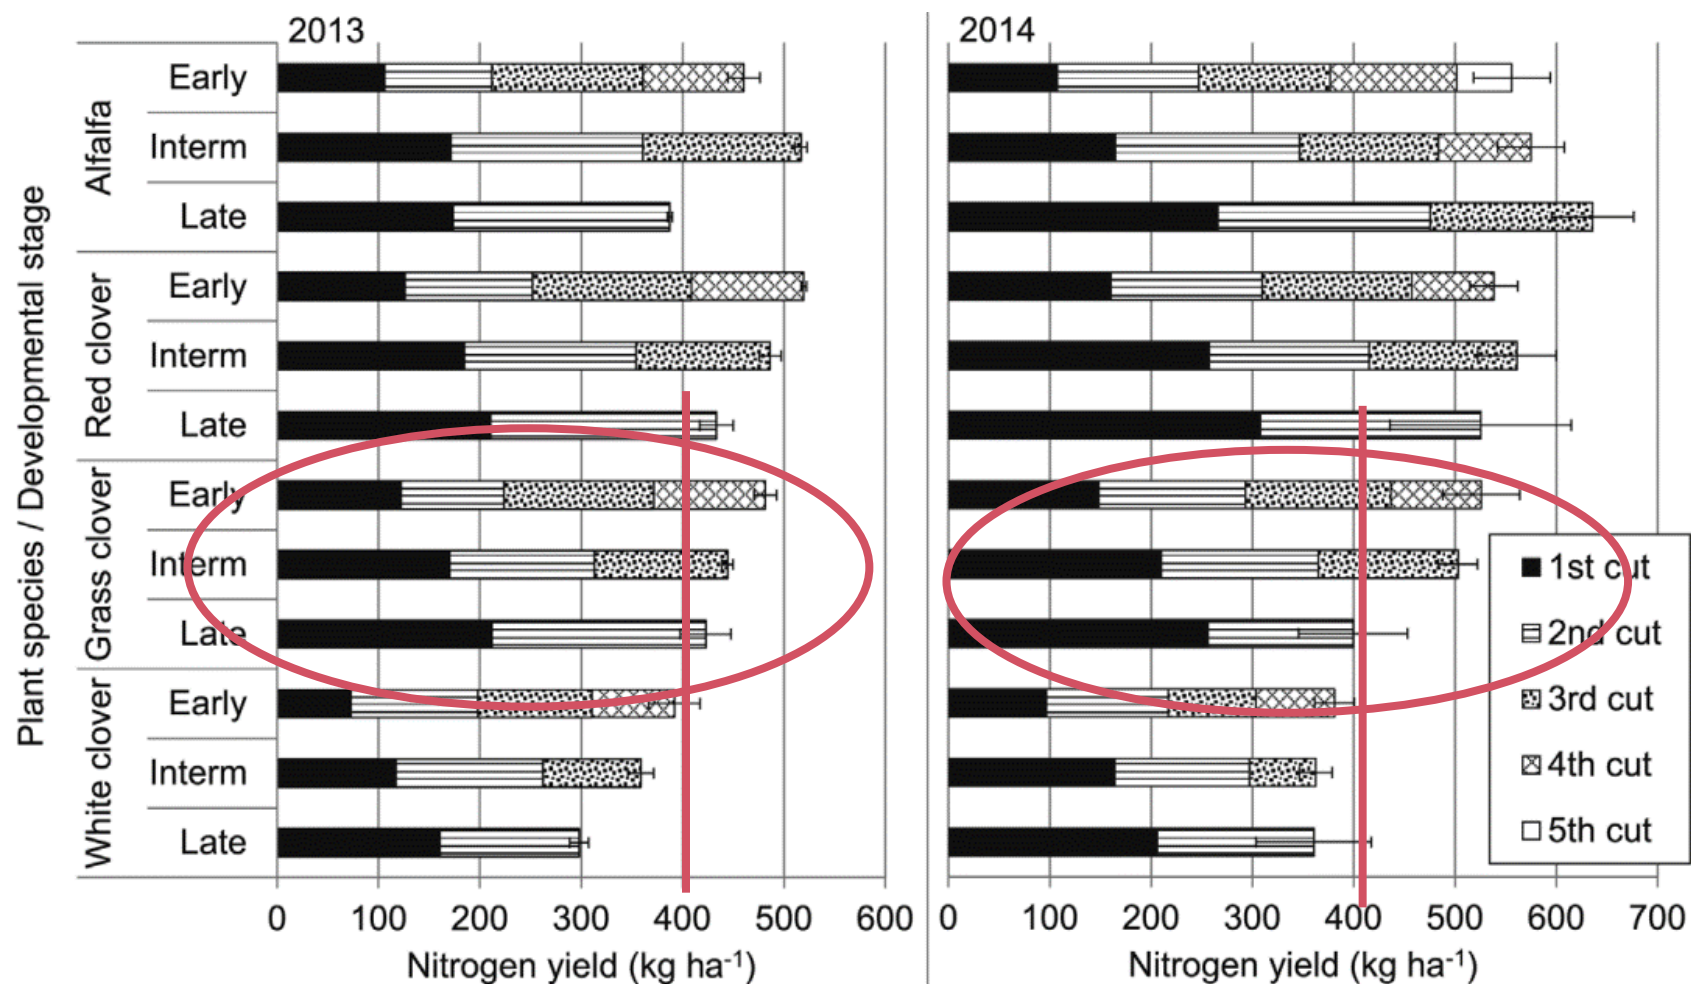 2013
2014
Plant species / Developmental stage
Alfalfa
Early
Interm
Late
Red clover
Early
Interm
Late
Grass clover
Early
Interm
Late
White clover
Early
Interm
Late
0 100 200 300 400 500 600
Nitrogen yield (kg ha⁻¹)
0 100 200 300 400 500 600 700
Nitrogen yield (kg ha⁻¹)
1st cut
2nd cut
3rd cut
4th cut
5th cut